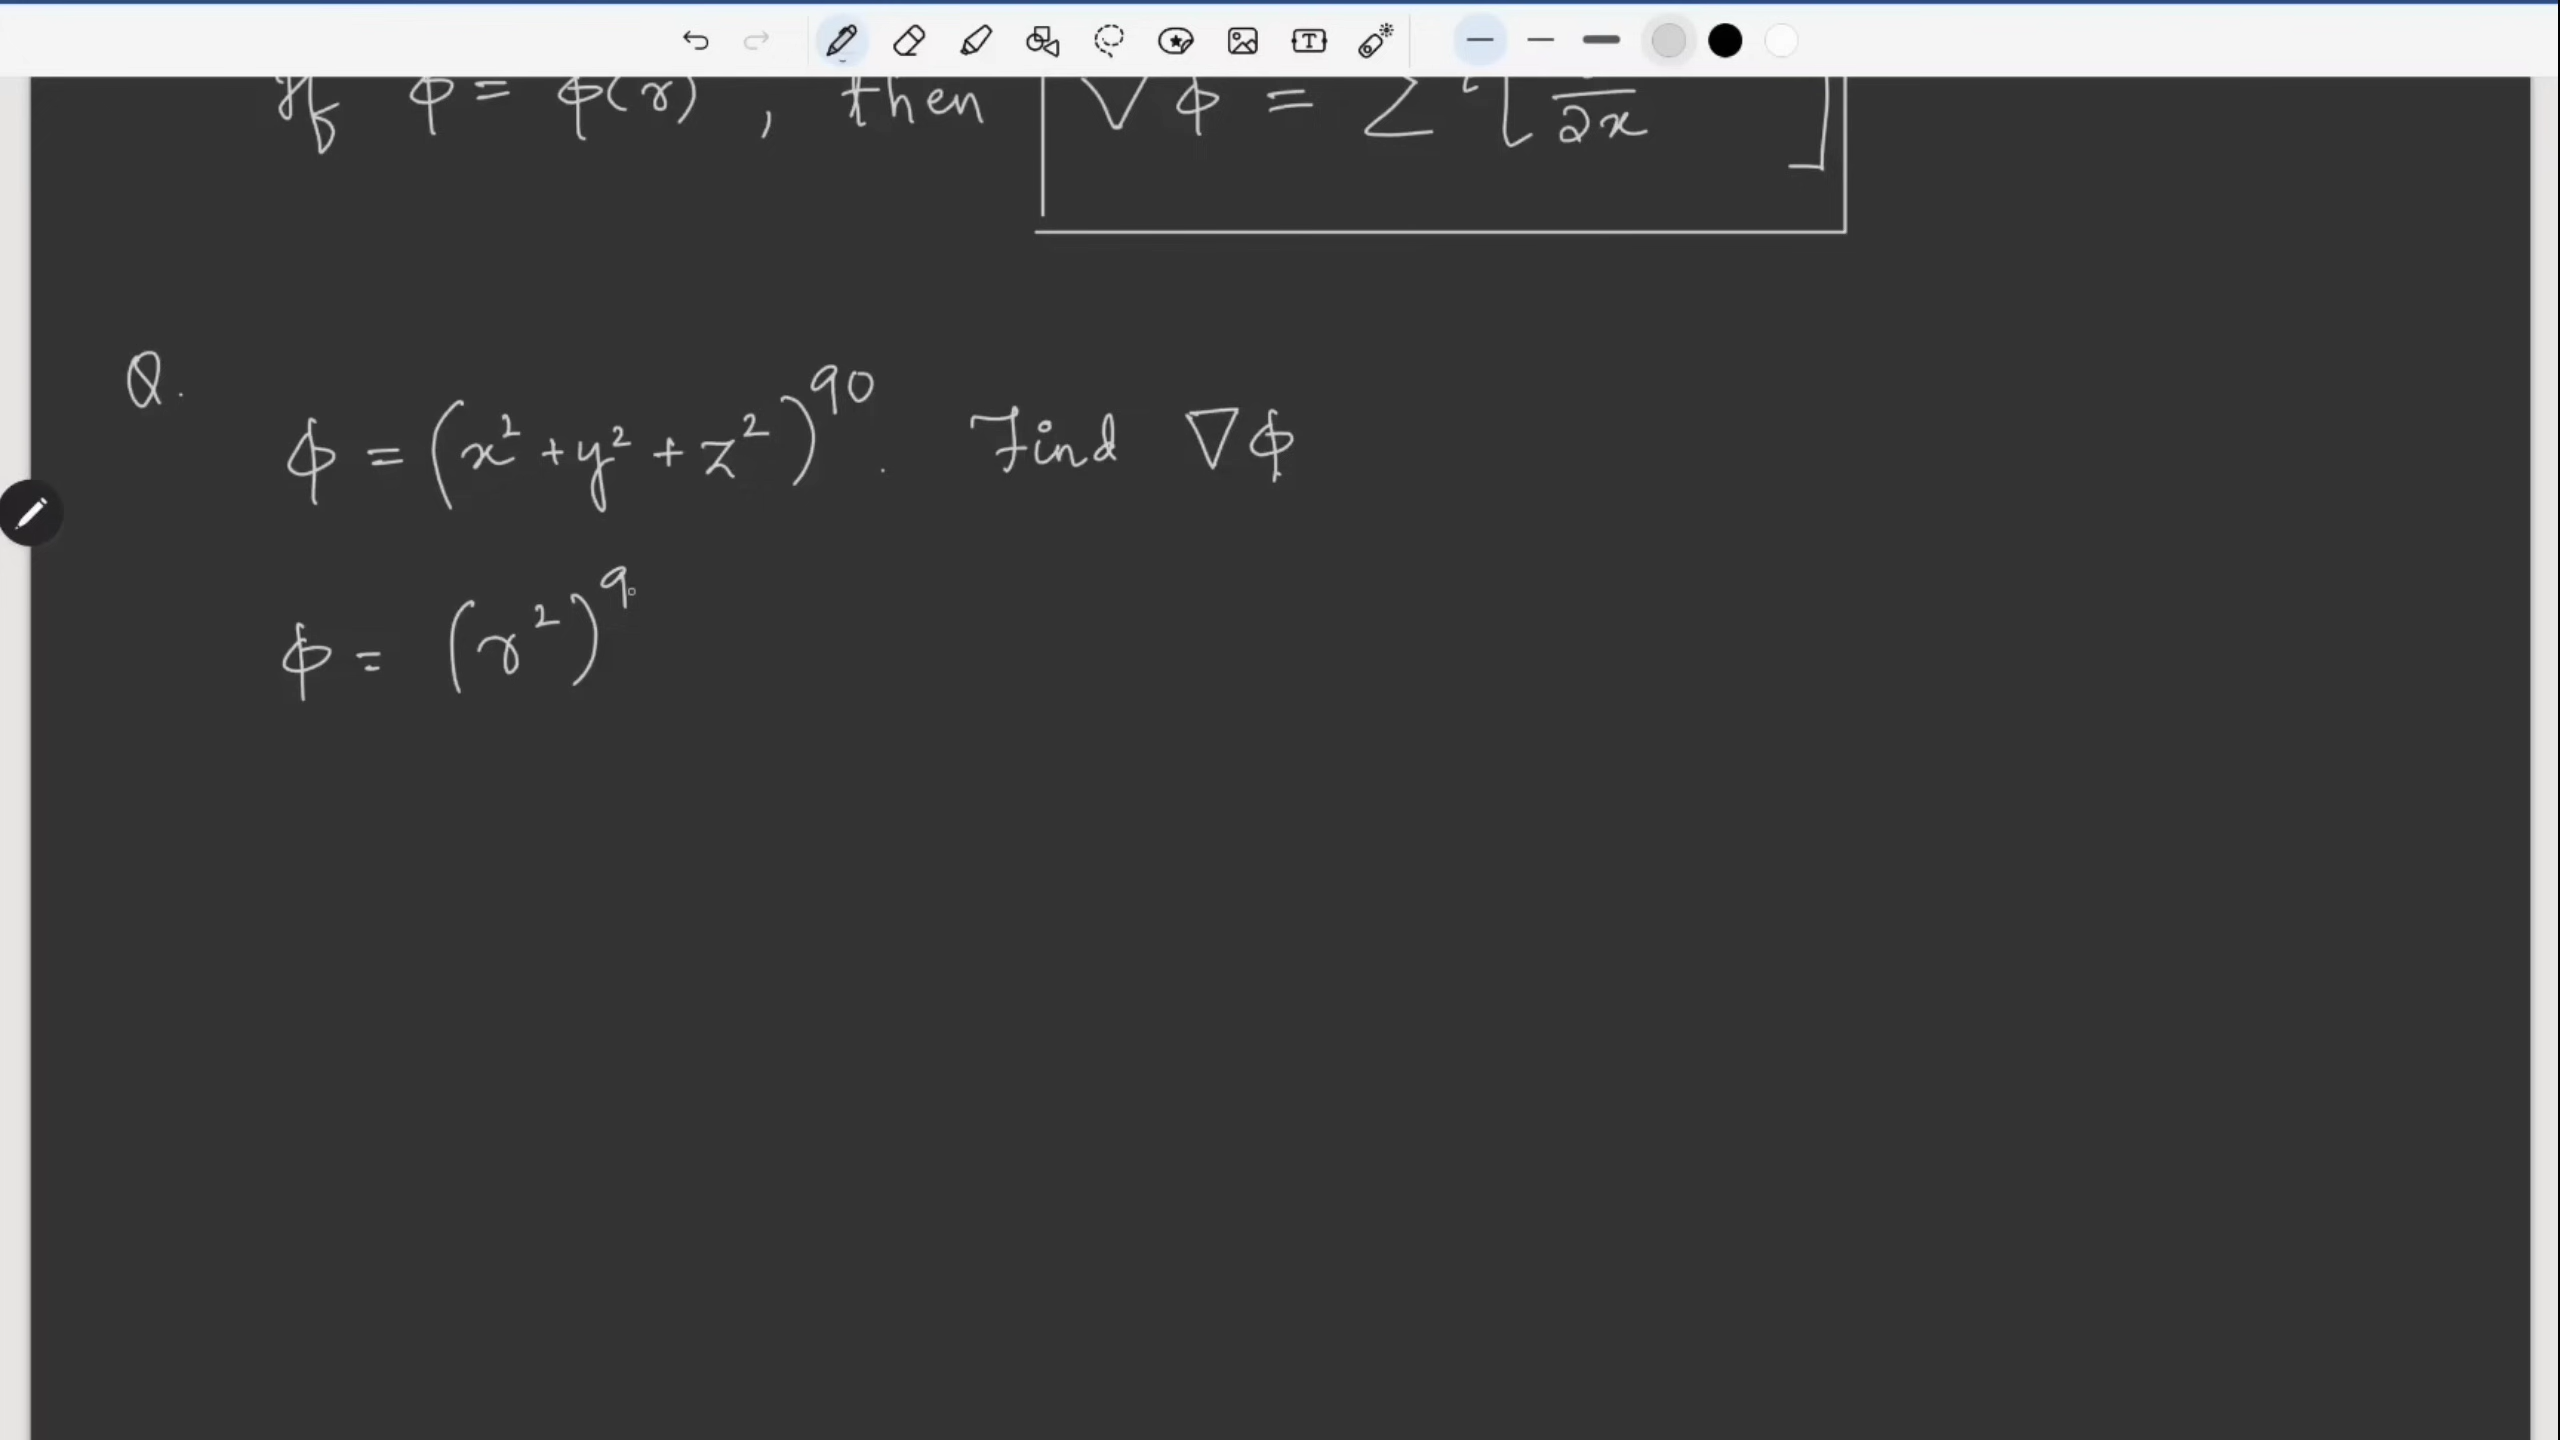 If ϕ = ϕ(r), then ∇ϕ = Σ [ ∂x ]
Q.
ϕ = (x² + y² + z²)⁹⁰. Find ∇ϕ
ϕ = (r²)⁹